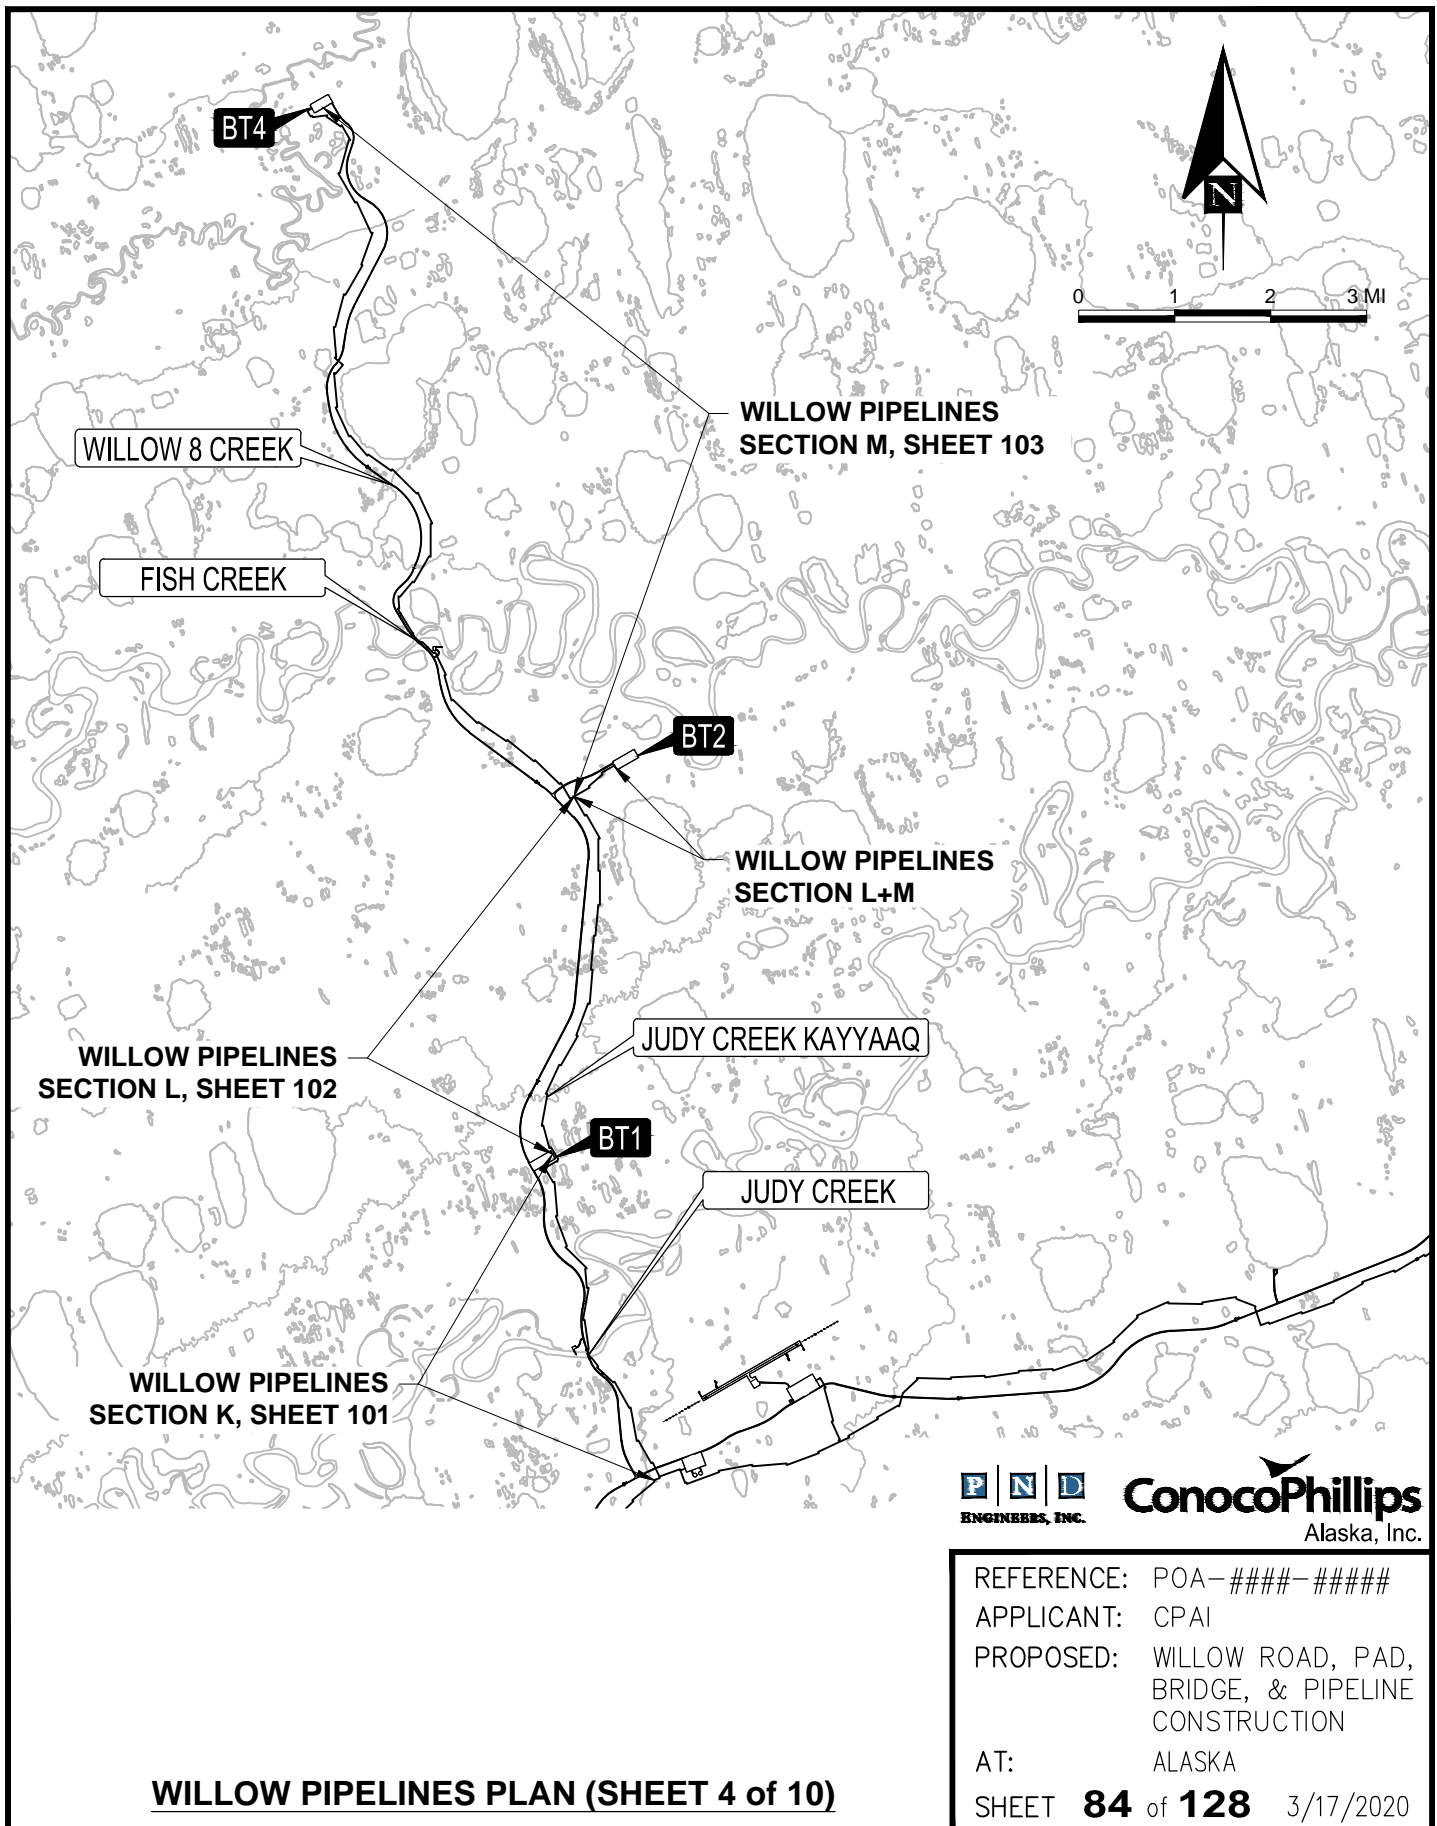 BT4
N
0 1 2 3 MI
WILLOW PIPELINES
SECTION M, SHEET 103
WILLOW 8 CREEK
FISH CREEK
BT2
WILLOW PIPELINES
SECTION L+M
JUDY CREEK KAYYAAQ
WILLOW PIPELINES
SECTION L, SHEET 102
BT1
JUDY CREEK
WILLOW PIPELINES
SECTION K, SHEET 101
P N D
ENGINEERS, INC.
ConocoPhillips
Alaska, Inc.
REFERENCE: POA-####-#####
APPLICANT: CPAI
PROPOSED: WILLOW ROAD, PAD,
BRIDGE, & PIPELINE
CONSTRUCTION
AT: ALASKA
SHEET 84 of 128 3/17/2020
WILLOW PIPELINES PLAN (SHEET 4 of 10)